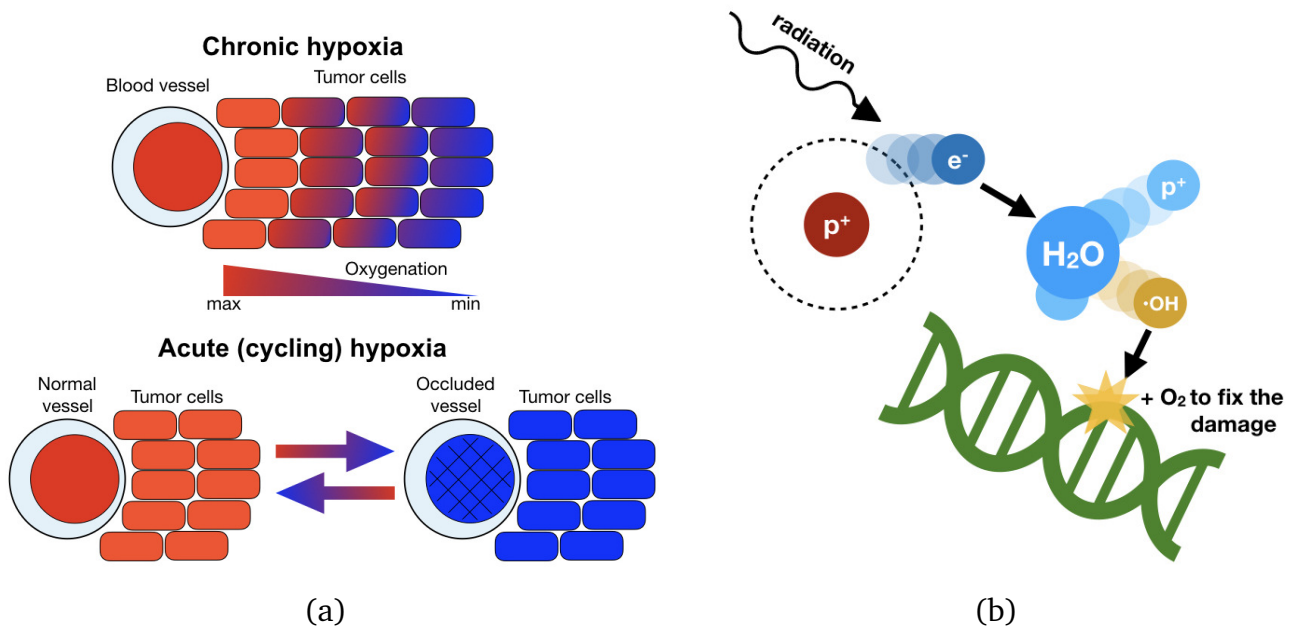 Chronic hypoxia
Blood vessel
Tumor cells
Oxygenation
max
min
Acute (cycling) hypoxia
Normal
vessel
Tumor cells
Occluded
vessel
Tumor cells
(a)
radiation
e⁻
p⁺
p⁺
H₂O
·OH
+ O₂ to fix the
damage
(b)